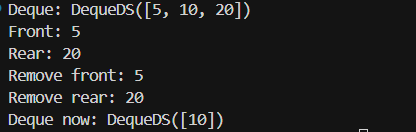 Deque: DequeDS([5, 10, 20])
Front: 5
Rear: 20
Remove front: 5
Remove rear: 20
Deque now: DequeDS([10])